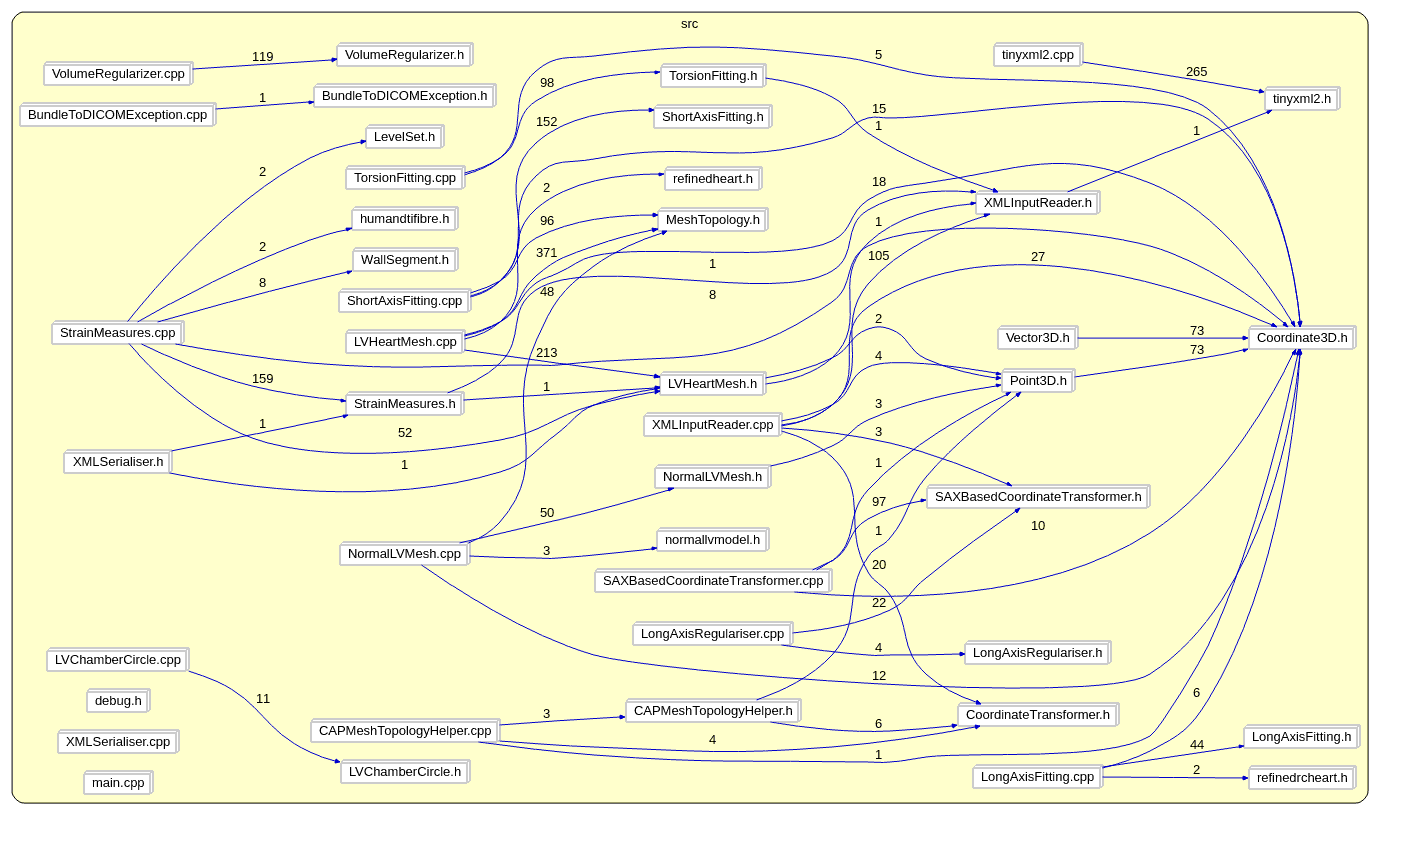 src
VolumeRegularizer.cpp
119
VolumeRegularizer.h
5
tinyxml2.cpp
265
tinyxml2.h
BundleToDICOMException.cpp
1
BundleToDICOMException.h
98
TorsionFitting.h
15
1
1
LevelSet.h
152
ShortAxisFitting.h
2
TorsionFitting.cpp
2
refinedheart.h
18
XMLInputReader.h
humandtifibre.h
96
MeshTopology.h
1
2
WallSegment.h
371
1
105
27
8
ShortAxisFitting.cpp
48
8
StrainMeasures.cpp
LVHeartMesh.cpp
213
2
Vector3D.h
73
Coordinate3D.h
4
73
159
LVHeartMesh.h
Point3D.h
StrainMeasures.h
1
3
1
52
XMLInputReader.cpp
3
XMLSerialiser.h
1
NormalLVMesh.h
1
SAXBasedCoordinateTransformer.h
97
50
1
10
NormalLVMesh.cpp
3
normallvmodel.h
20
SAXBasedCoordinateTransformer.cpp
22
LongAxisRegulariser.cpp
4
LongAxisRegulariser.h
LVChamberCircle.cpp
12
debug.h
11
6
CAPMeshTopologyHelper.cpp
3
CAPMeshTopologyHelper.h
6
CoordinateTransformer.h
XMLSerialiser.cpp
4
1
44
LongAxisFitting.h
main.cpp
LVChamberCircle.h
LongAxisFitting.cpp
2
refinedrcheart.h